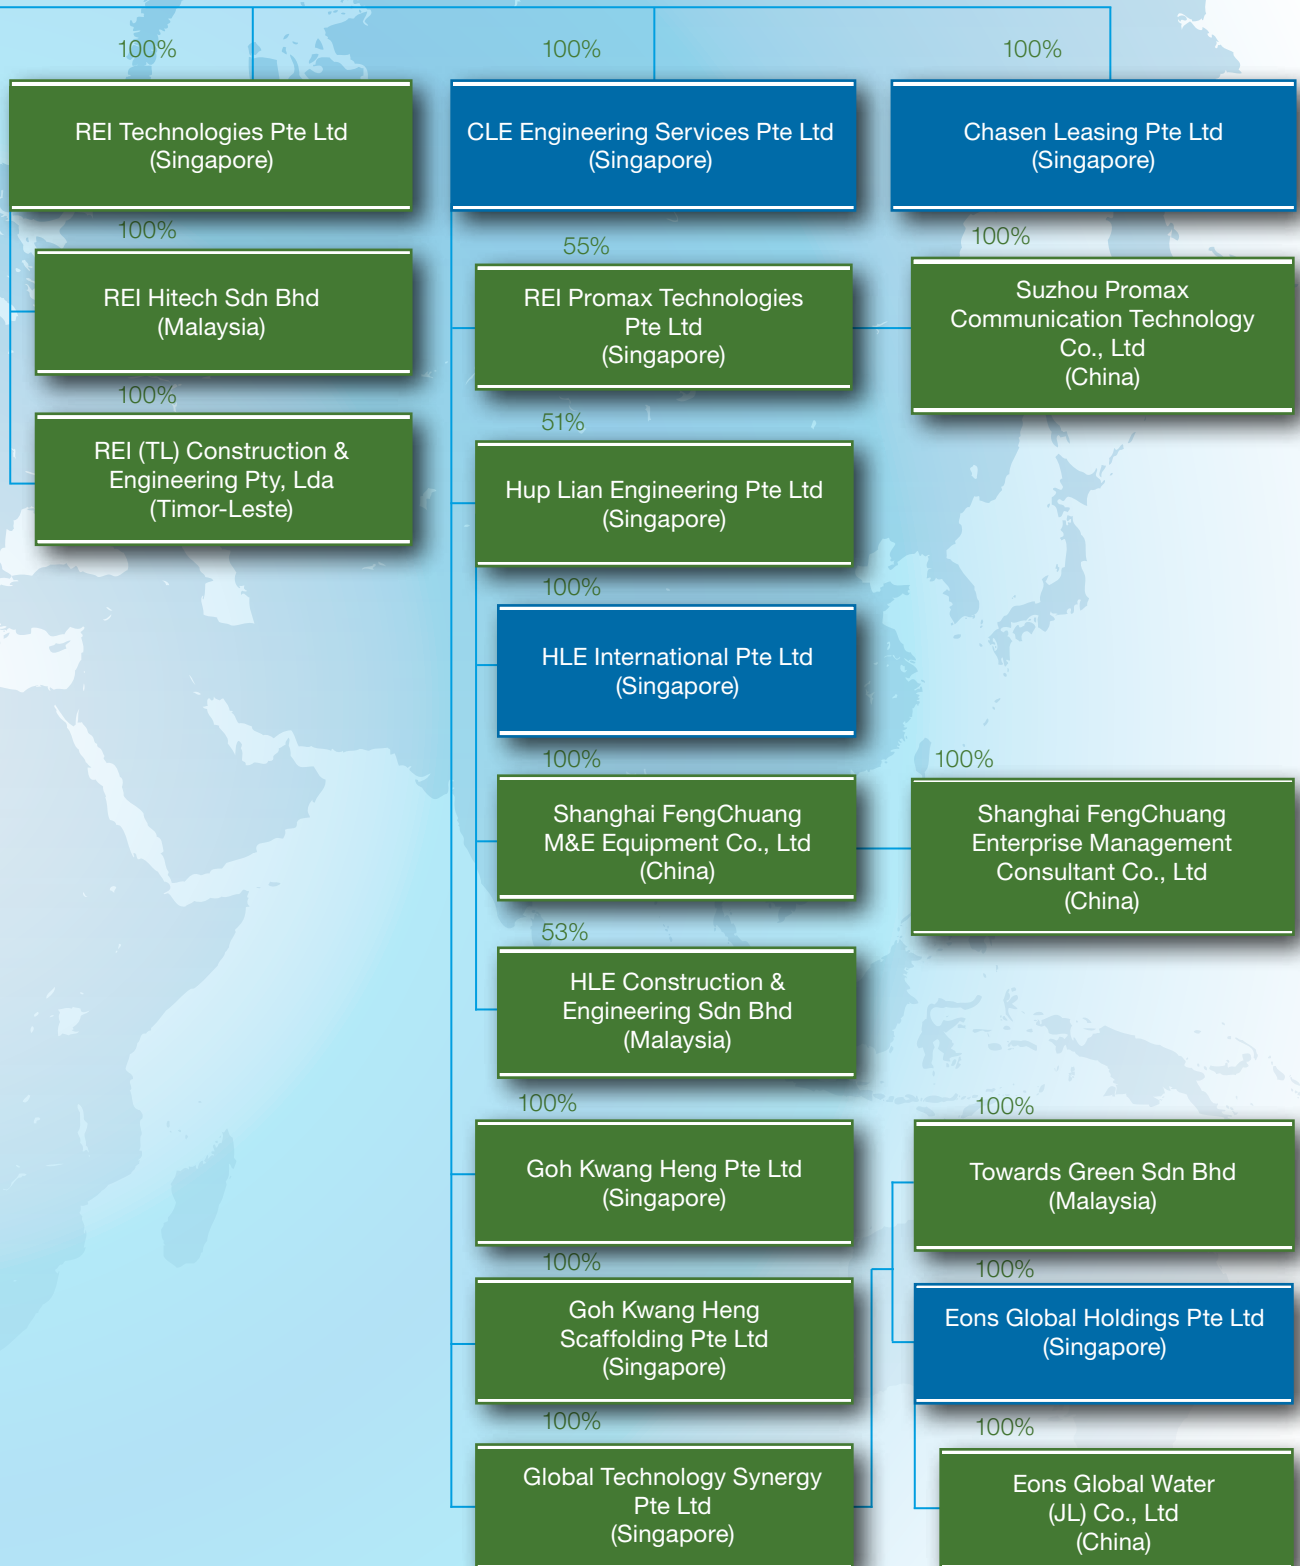 100%
REI Technologies Pte Ltd
(Singapore)
100%
REI Hitech Sdn Bhd
(Malaysia)
100%
REI (TL) Construction &
Engineering Pty, Lda
(Timor-Leste)
100%
CLE Engineering Services Pte Ltd
(Singapore)
55%
REI Promax Technologies
Pte Ltd
(Singapore)
51%
Hup Lian Engineering Pte Ltd
(Singapore)
100%
HLE International Pte Ltd
(Singapore)
100%
Shanghai FengChuang
M&E Equipment Co., Ltd
(China)
53%
HLE Construction &
Engineering Sdn Bhd
(Malaysia)
100%
Goh Kwang Heng Pte Ltd
(Singapore)
100%
Goh Kwang Heng
Scaffolding Pte Ltd
(Singapore)
100%
Global Technology Synergy
Pte Ltd
(Singapore)
100%
Chasen Leasing Pte Ltd
(Singapore)
100%
Suzhou Promax
Communication Technology
Co., Ltd
(China)
100%
Shanghai FengChuang
Enterprise Management
Consultant Co., Ltd
(China)
100%
Towards Green Sdn Bhd
(Malaysia)
100%
Eons Global Holdings Pte Ltd
(Singapore)
100%
Eons Global Water
(JL) Co., Ltd
(China)